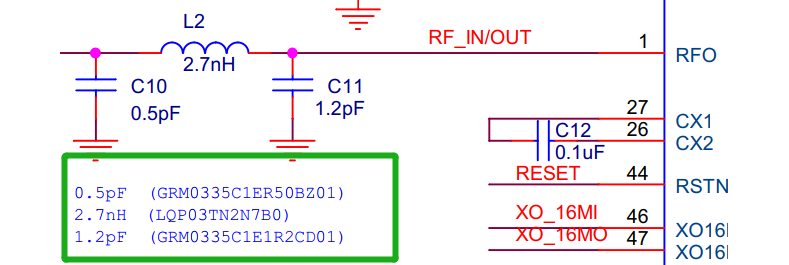 L2
2.7nH
RF_IN/OUT
1
RFO
C10
0.5pF
C11
1.2pF
27
CX1
C12
26
CX2
0.1uF
RESET
44
RSTN
XO_16MI
46
XO16
XO_16MO
47
XO16
0.5pF (GRM0335C1ER50BZ01)
2.7nH (LQP03TN2N7B0)
1.2pF (GRM0335C1E1R2CD01)